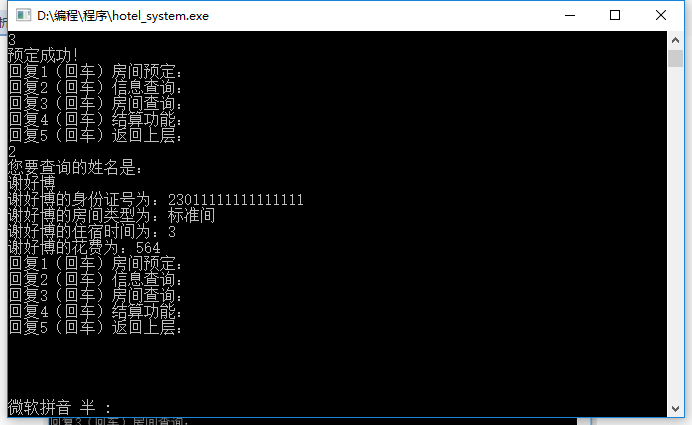 D:\编程\程序\hotel_system.exe
3
预定成功!
回复1（回车）房间预定:
回复2（回车）信息查询:
回复3（回车）房间查询:
回复4（回车）结算功能:
回复5（回车）返回上层:
2
您要查询的姓名是:
谢好博
谢好博的身份证号为: 23011111111111111
谢好博的房间类型为: 标准间
谢好博的住宿时间为: 3
谢好博的花费为: 564
回复1（回车）房间预定:
回复2（回车）信息查询:
回复3（回车）房间查询:
回复4（回车）结算功能:
回复5（回车）返回上层:
微软拼音 半 :
回复3（回车）房间查询: